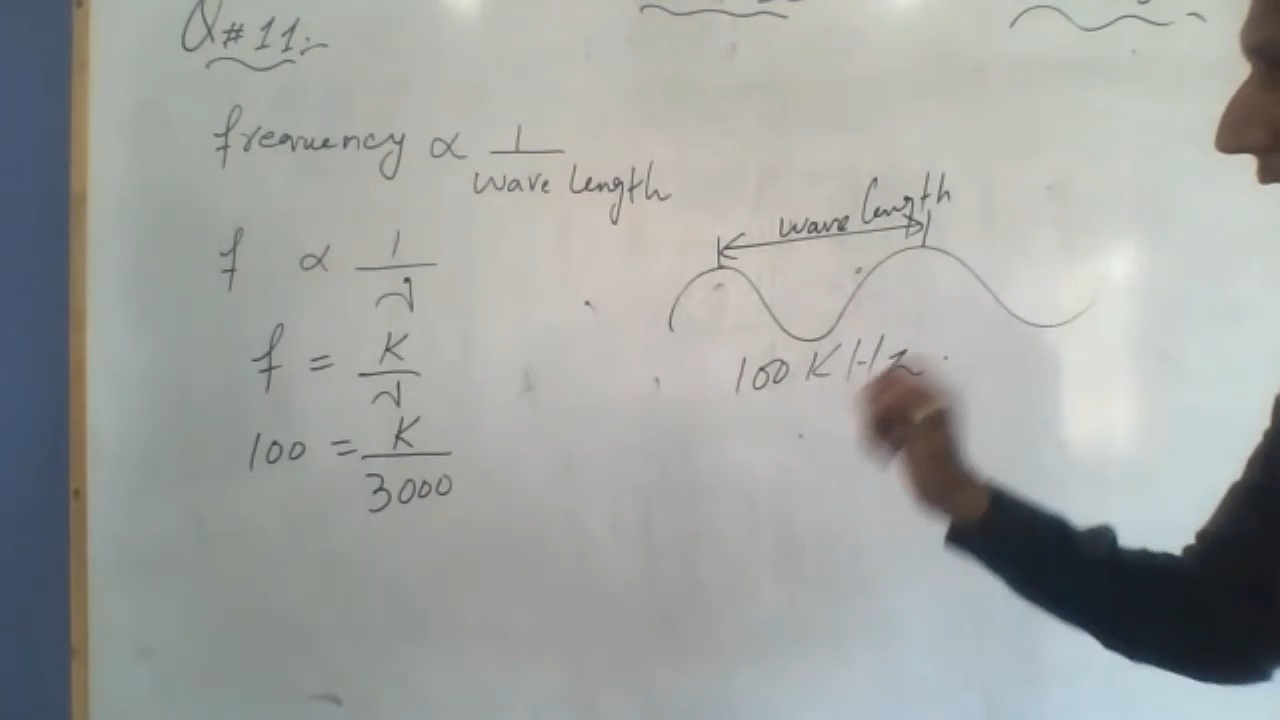 Q#11:-
frequency ∝ 1 / wave length
f ∝ 1 / λ
f = K / λ
100 = K / 3000
wave length
100 KHz